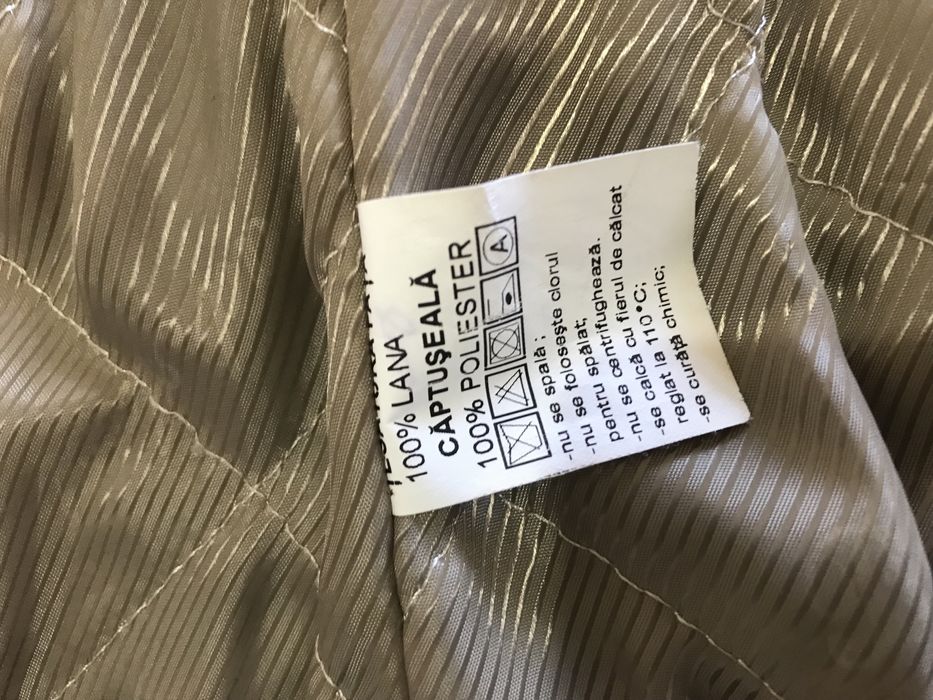 100% LANA
CĂPTUŞEALĂ
100% POLIESTER
A
-nu se spală;
-nu se foloseşte clorul
-nu spălat;
pentru centrifughează.
-nu se calcă cu fierul de călcat
-se calcă la 110 °C;
reglat la
-se curăţă chimic;